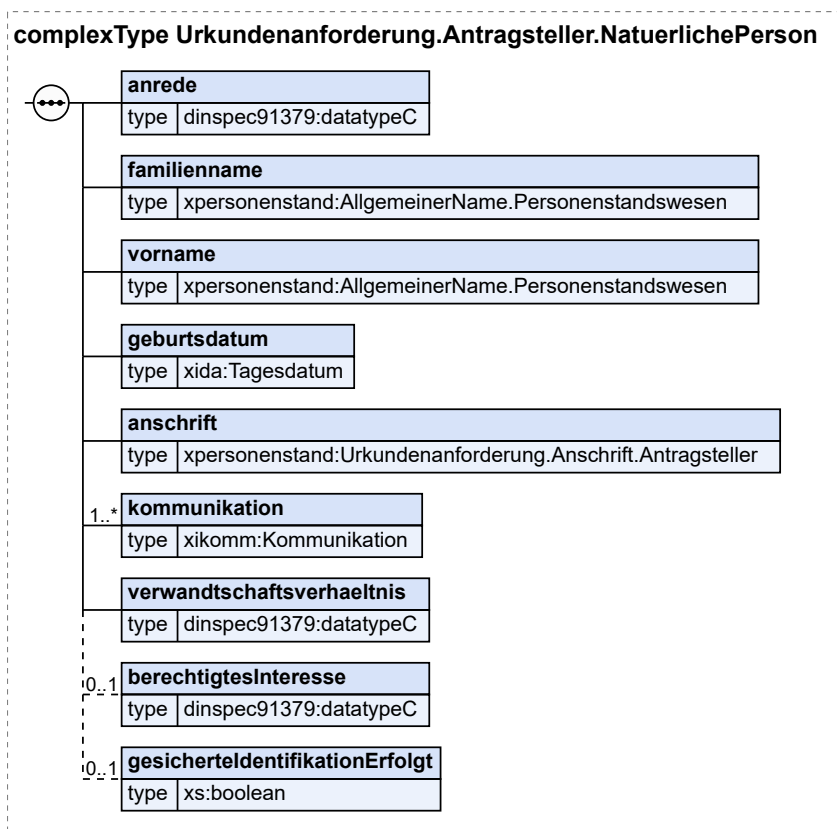 complexType Urkundenanforderung.Antragsteller.NatuerlichePerson
anrede
type dinspec91379:datatypeC
familienname
type xpersonenstand:AllgemeinerName.Personenstandswesen
vorname
type xpersonenstand:AllgemeinerName.Personenstandswesen
geburtsdatum
type xida:Tagesdatum
anschrift
type xpersonenstand:Urkundenanforderung.Anschrift.Antragsteller
1..* kommunikation
type xikomm:Kommunikation
verwandtschaftsverhaeltnis
type dinspec91379:datatypeC
0..1 berechtigtesInteresse
type dinspec91379:datatypeC
0..1 gesicherteIdentifikationErfolgt
type xs:boolean